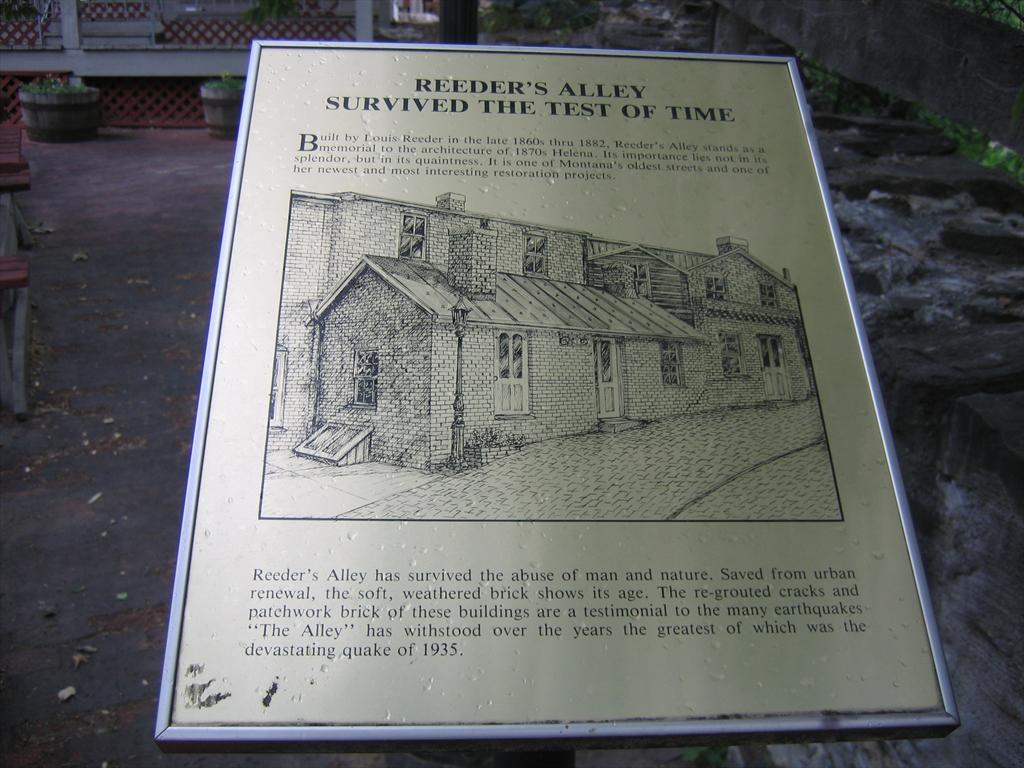 REEDER'S ALLEY
SURVIVED THE TEST OF TIME
Built by Louis Reeder in the late 1860s thru 1882, Reeder's Alley stands as a
memorial to the architecture of 1870s Helena. Its importance lies not in its
splendor, but in its quaintness. It is one of Montana's oldest streets and one of
her newest and most interesting restoration projects.
Reeder's Alley has survived the abuse of man and nature. Saved from urban
renewal, the soft, weathered brick shows its age. The re-grouted cracks and
patchwork brick of these buildings are a testimonial to the many earthquakes
"The Alley" has withstood over the years the greatest of which was the
devastating quake of 1935.